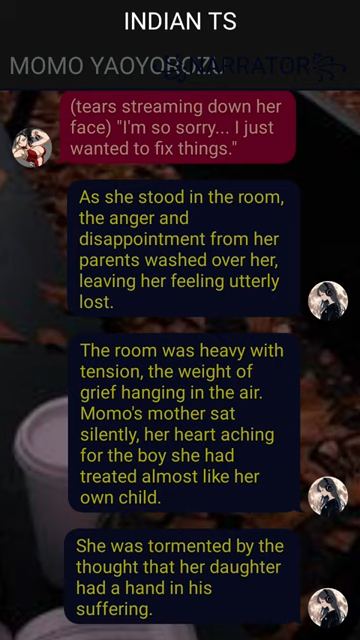 INDIAN TS
MOMO YAOYOROZU
NARRATOR
(tears streaming down her
face) "I'm so sorry... I just
wanted to fix things."
As she stood in the room,
the anger and
disappointment from her
parents washed over her,
leaving her feeling utterly
lost.
The room was heavy with
tension, the weight of
grief hanging in the air.
Momo's mother sat
silently, her heart aching
for the boy she had
treated almost like her
own child.
She was tormented by the
thought that her daughter
had a hand in his
suffering.